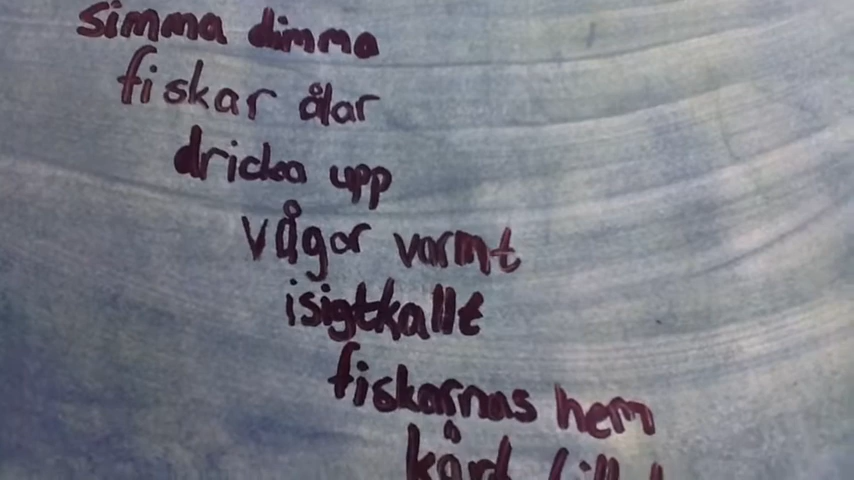 simma dimma
fiskar ålar
dricka upp
vågor varmt
isigtkallt
fiskarnas hem